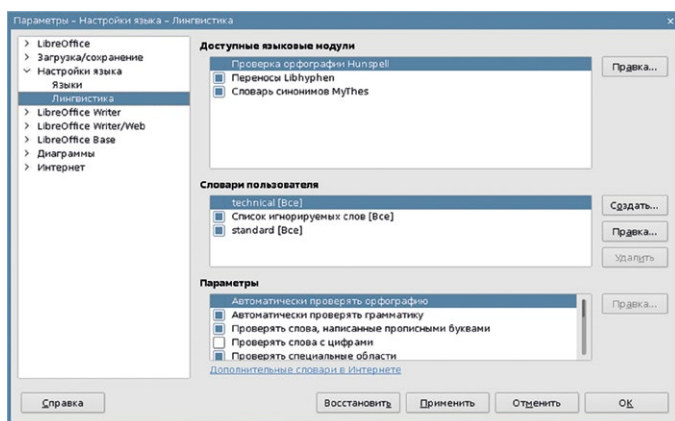 Параметры – Настройки языка – Лингвистика
LibreOffice
Загрузка/сохранение
Настройки языка
Языки
Лингвистика
LibreOffice Writer
LibreOffice Writer/Web
LibreOffice Base
Диаграммы
Интернет
Доступные языковые модули
Проверка орфографии Hunspell
Переносы Libhyphen
Словарь синонимов MyThes
Правка...
Словари пользователя
technical [Все]
Список игнорируемых слов [Все]
standard [Все]
Создать...
Правка...
Удалить
Параметры
Автоматически проверять орфографию
Автоматически проверять грамматику
Проверять слова, написанные прописными буквами
Проверять слова с цифрами
Проверять специальные области
Правка...
Дополнительные словари в Интернете
Справка
Восстановить
Применить
Отменить
OK